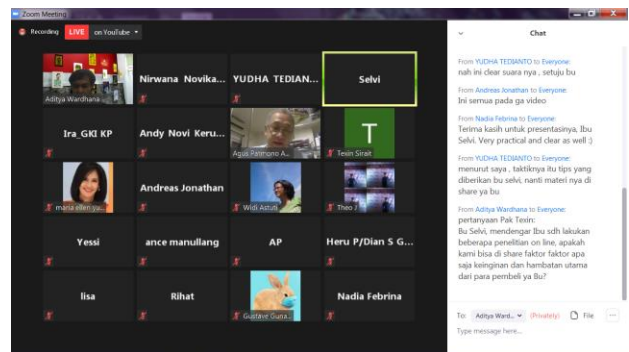 Zoom Meeting
Recording LIVE on YouTube
Aditya Wardhana
Nirwana Novika...
YUDHA TEDIAN...
Selvi
Ira_GKI KP
Andy Novi Keru...
Agus Patmono A...
T
Texin Sirait
maria ellen yu...
Andreas Jonathan
Widi Astuti
Theo J
Yessi
ance manullang
AP
Heru P/Dian S G...
lisa
Rihat
Gustave Guna...
Nadia Febrina
Chat
From YUDHA TEDIANTO to Everyone:
nah ini clear suara nya , setuju bu
From Andreas Jonathan to Everyone:
Ini semua pada ga video
From Nadia Febrina to Everyone:
Terima kasih untuk presentasinya, Ibu
Selvi. Very practical and clear as well :)
From YUDHA TEDIANTO to Everyone:
menurut saya , taktiknya itu tips yang
diberikan bu selvi, nanti materi nya di
share ya bu
From Aditya Wardhana to Everyone:
pertanyaan Pak Texin:
Bu Selvi, mendengar Ibu sdh lakukan
beberapa penelitian on line, apakah
kami bisa di share faktor faktor apa
saja keinginan dan hambatan utama
dari para pembeli ya Bu?
To: Aditya Ward... (Privately) File ...
Type message here...